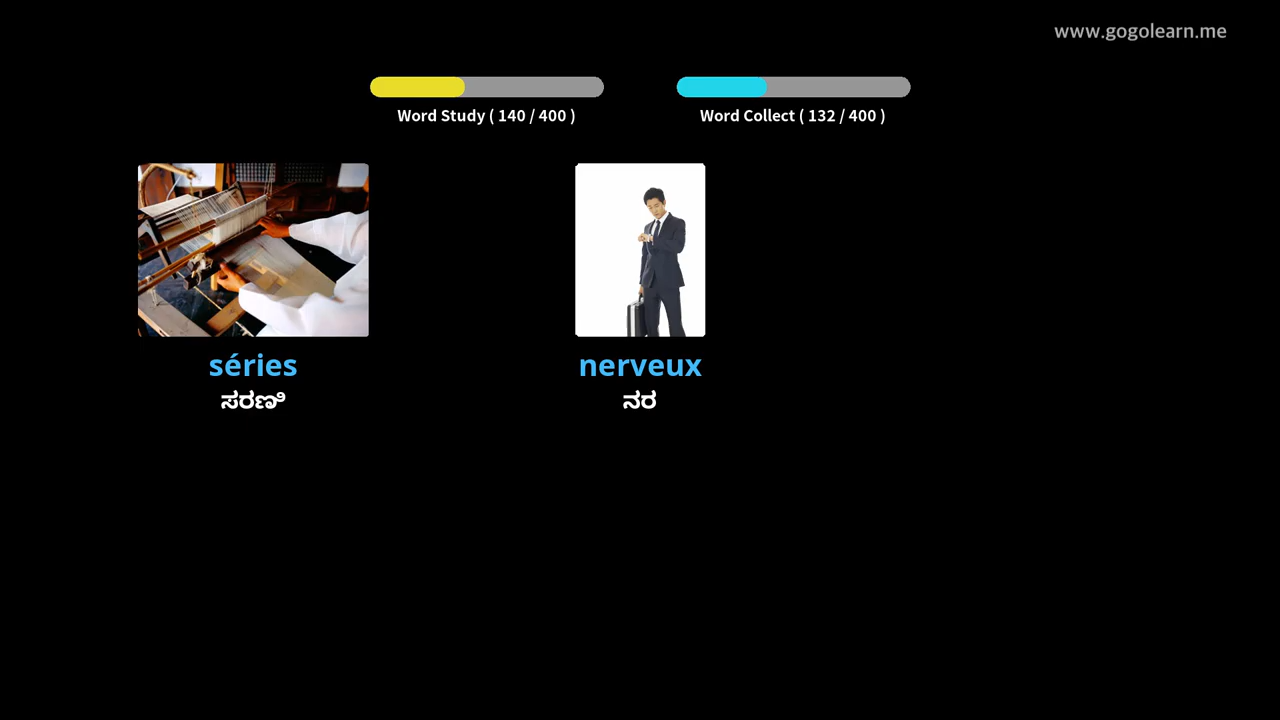 www.gogolearn.me
Word Study ( 140 / 400 )
Word Collect ( 132 / 400 )
séries
nerveux
ಸರಣಿ
ನರ